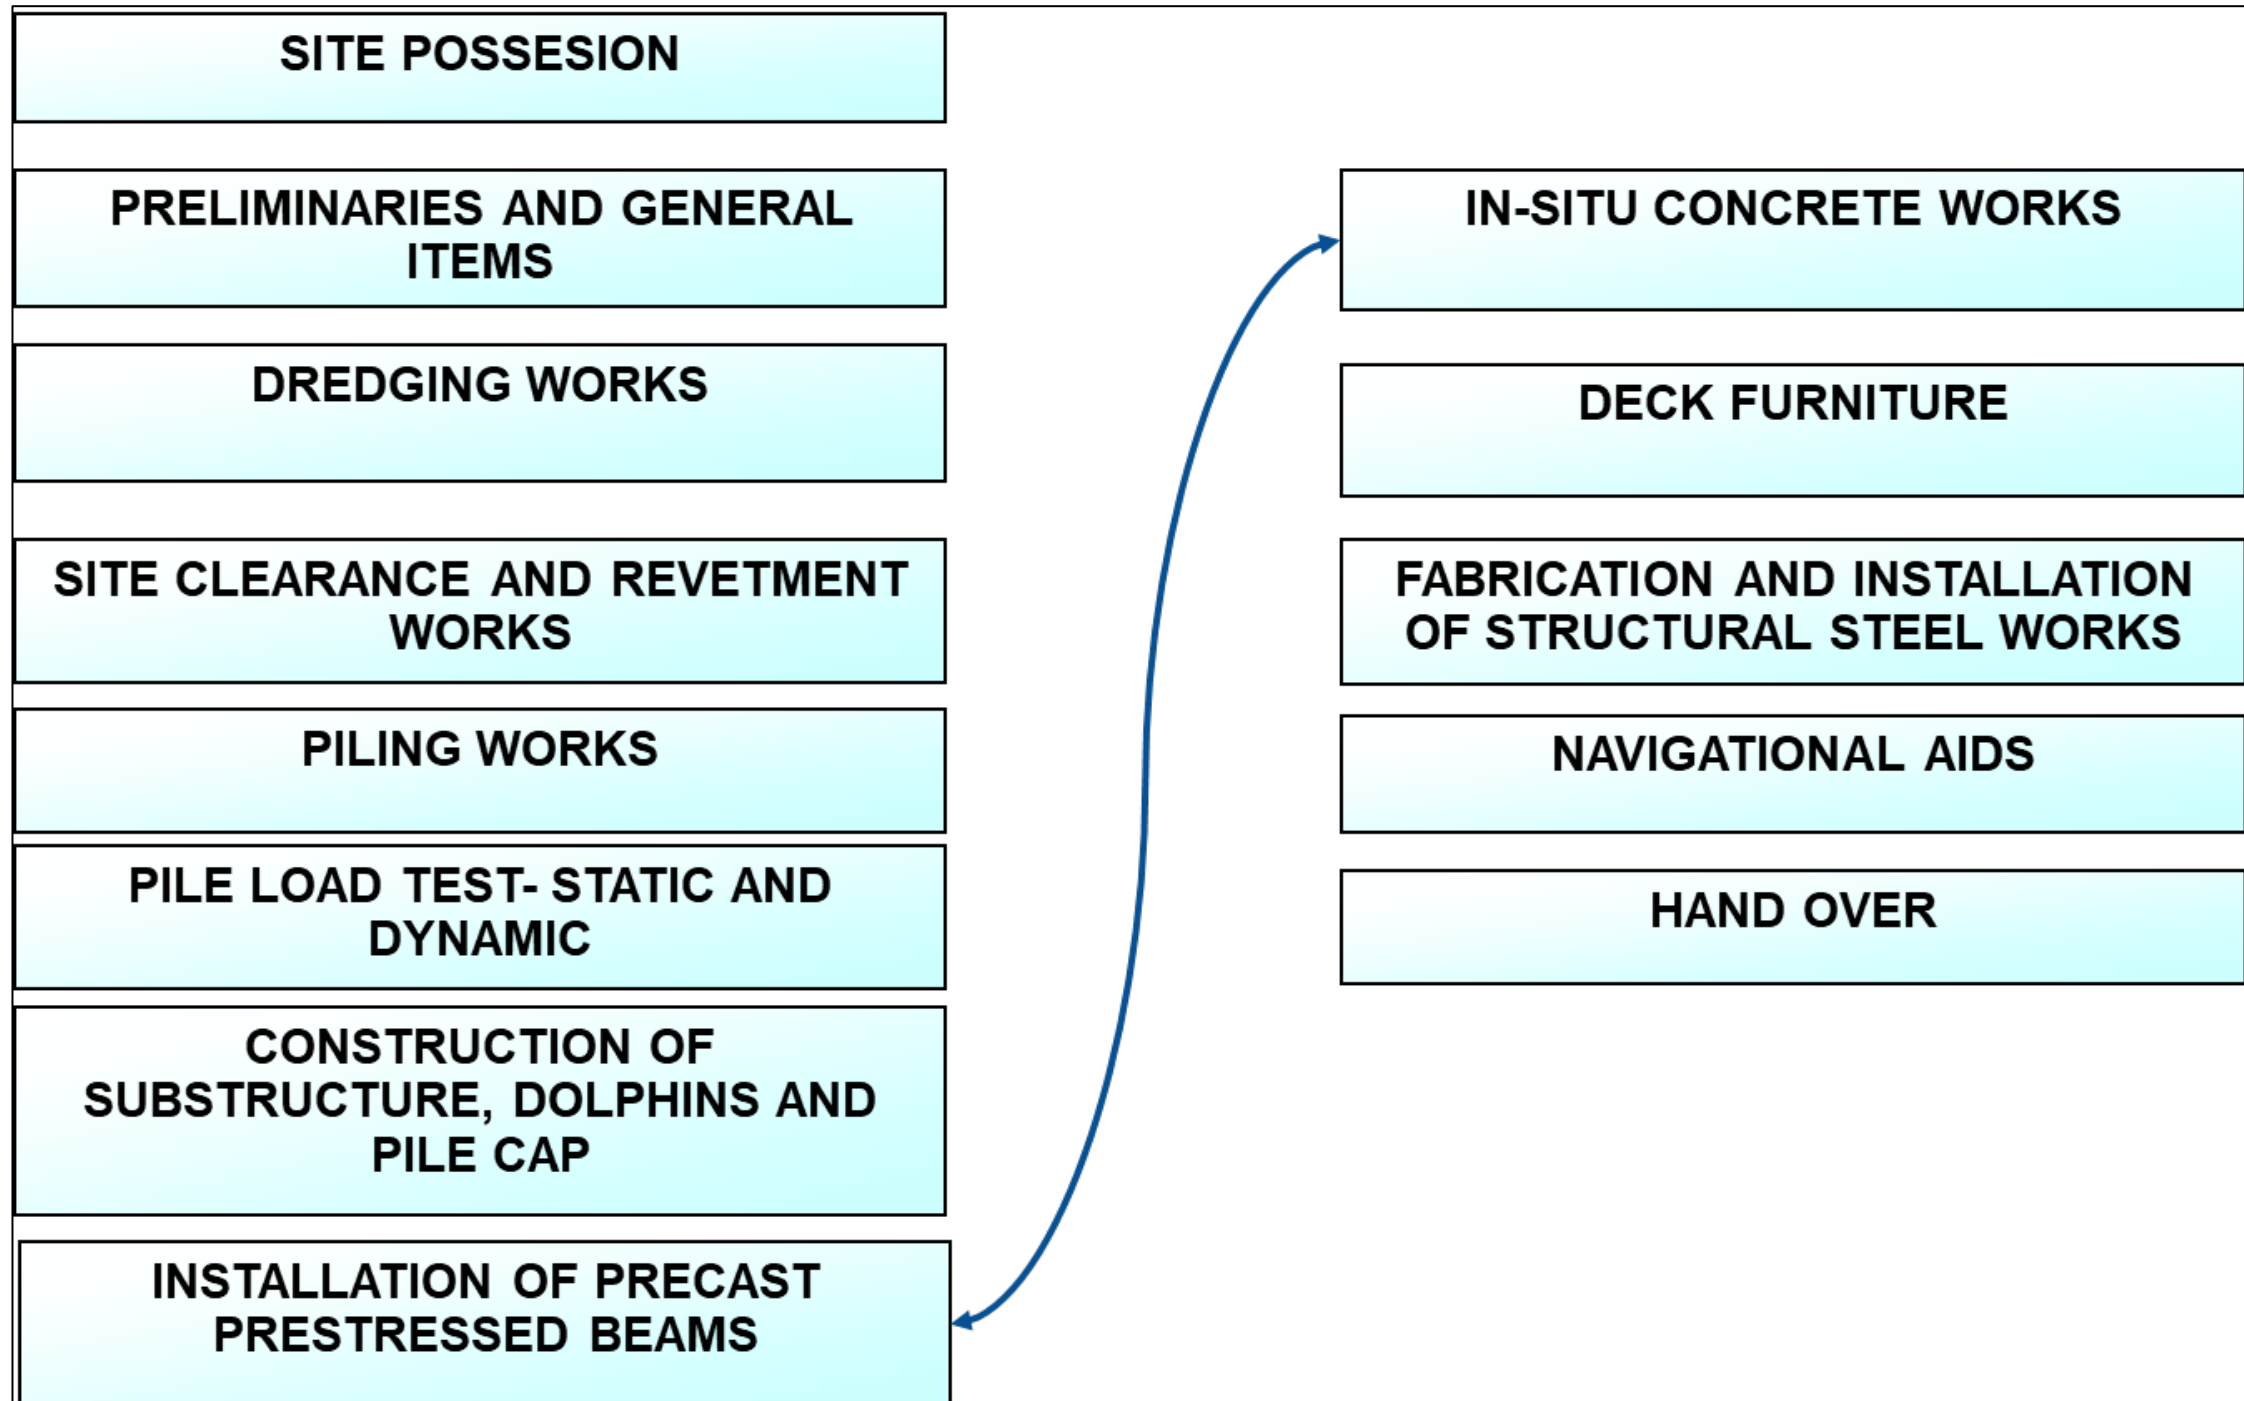 SITE POSSESION
PRELIMINARIES AND GENERAL
ITEMS
DREDGING WORKS
SITE CLEARANCE AND REVETMENT
WORKS
PILING WORKS
PILE LOAD TEST- STATIC AND
DYNAMIC
CONSTRUCTION OF
SUBSTRUCTURE, DOLPHINS AND
PILE CAP
INSTALLATION OF PRECAST
PRESTRESSED BEAMS
IN-SITU CONCRETE WORKS
DECK FURNITURE
FABRICATION AND INSTALLATION
OF STRUCTURAL STEEL WORKS
NAVIGATIONAL AIDS
HAND OVER